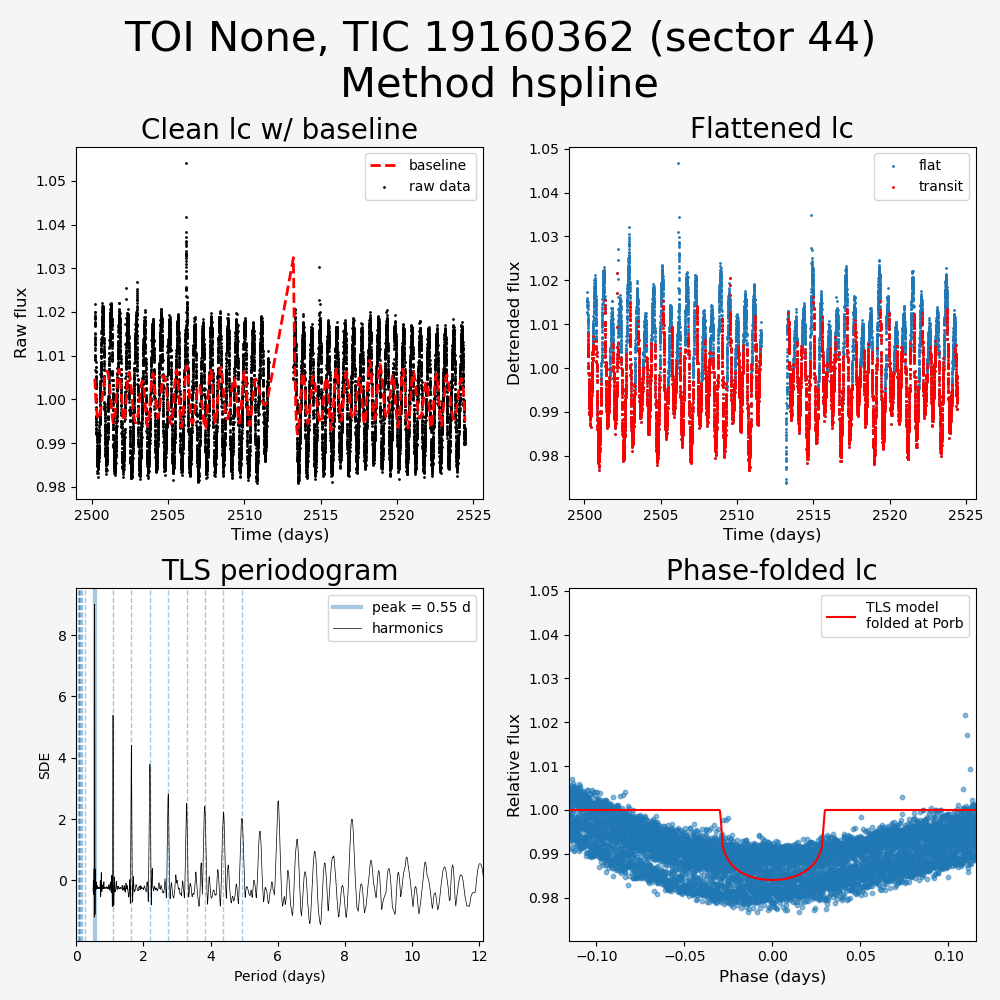 TOI None, TIC 19160362 (sector 44)
Method hspline
Clean lc w/ baseline
Raw flux
1.05
1.04
1.03
1.02
1.01
1.00
0.99
0.98
baseline
raw data
2500
2505
2510
2515
2520
2525
Time (days)
Flattened lc
Detrended flux
1.05
1.04
1.03
1.02
1.01
1.00
0.99
0.98
flat
transit
2500
2505
2510
2515
2520
2525
Time (days)
TLS periodogram
SDE
8
6
4
2
0
peak = 0.55 d
harmonics
0
2
4
6
8
10
12
Period (days)
Phase-folded lc
Relative flux
1.05
1.04
1.03
1.02
1.01
1.00
0.99
0.98
TLS model
folded at Porb
−0.10
−0.05
0.00
0.05
0.10
Phase (days)